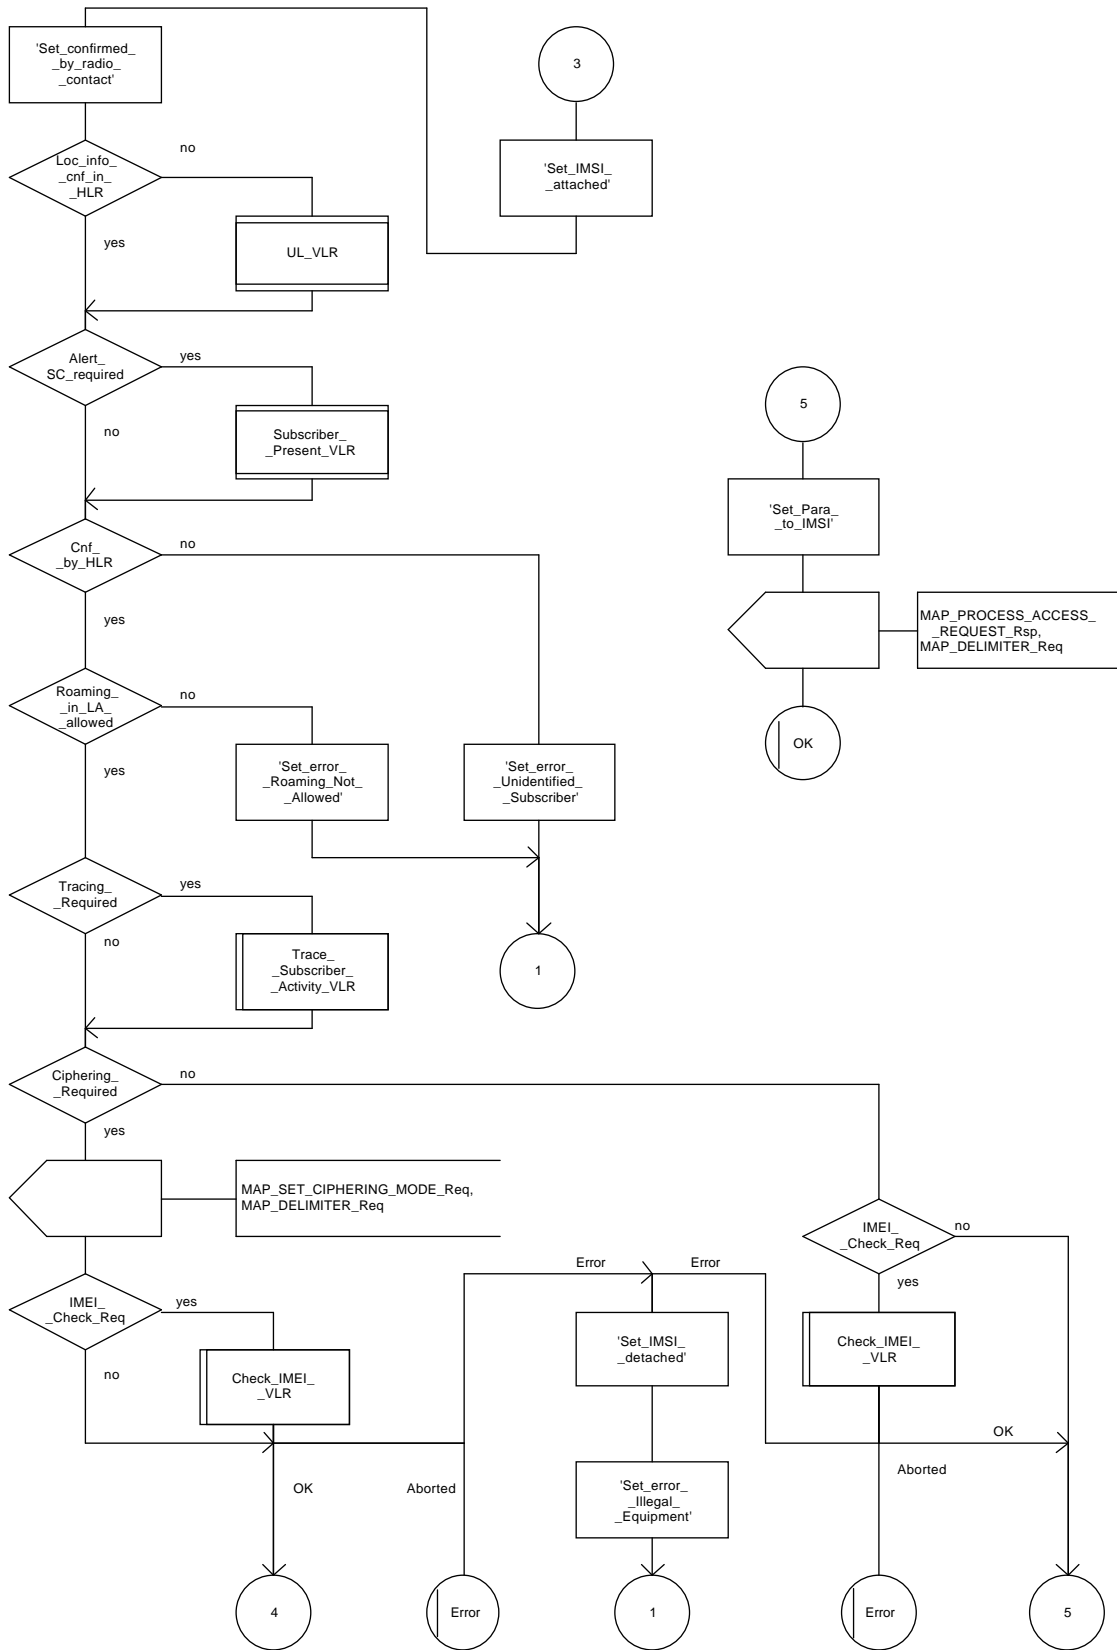 'Set_confirmed_
_by_radio_
_contact'
3
no
Loc_info_
_cnf_in_
_HLR
'Set_IMSI_
_attached'
yes
UL_VLR
Alert_
SC_required
yes
5
no
Subscriber_
_Present_VLR
'Set_Para_
_to_IMSI'
Cnf_
_by_HLR
no
yes
MAP_PROCESS_ACCESS_
_REQUEST_Rsp,
MAP_DELIMITER_Req
Roaming_
_in_LA_
_allowed
no
OK
yes
'Set_error_
_Roaming_Not_
_Allowed'
'Set_error_
_Unidentified_
_Subscriber'
Tracing_
_Required
yes
no
Trace_
_Subscriber_
_Activity_VLR
1
Ciphering_
_Required
no
yes
MAP_SET_CIPHERING_MODE_Req,
MAP_DELIMITER_Req
IMEI_
_Check_Req
no
Error
Error
yes
IMEI_
_Check_Req
yes
'Set_IMSI_
_detached'
Check_IMEI_
_VLR
no
Check_IMEI_
_VLR
OK
OK
Aborted
Aborted
'Set_error_
_Illegal_
_Equipment'
4
Error
1
Error
5